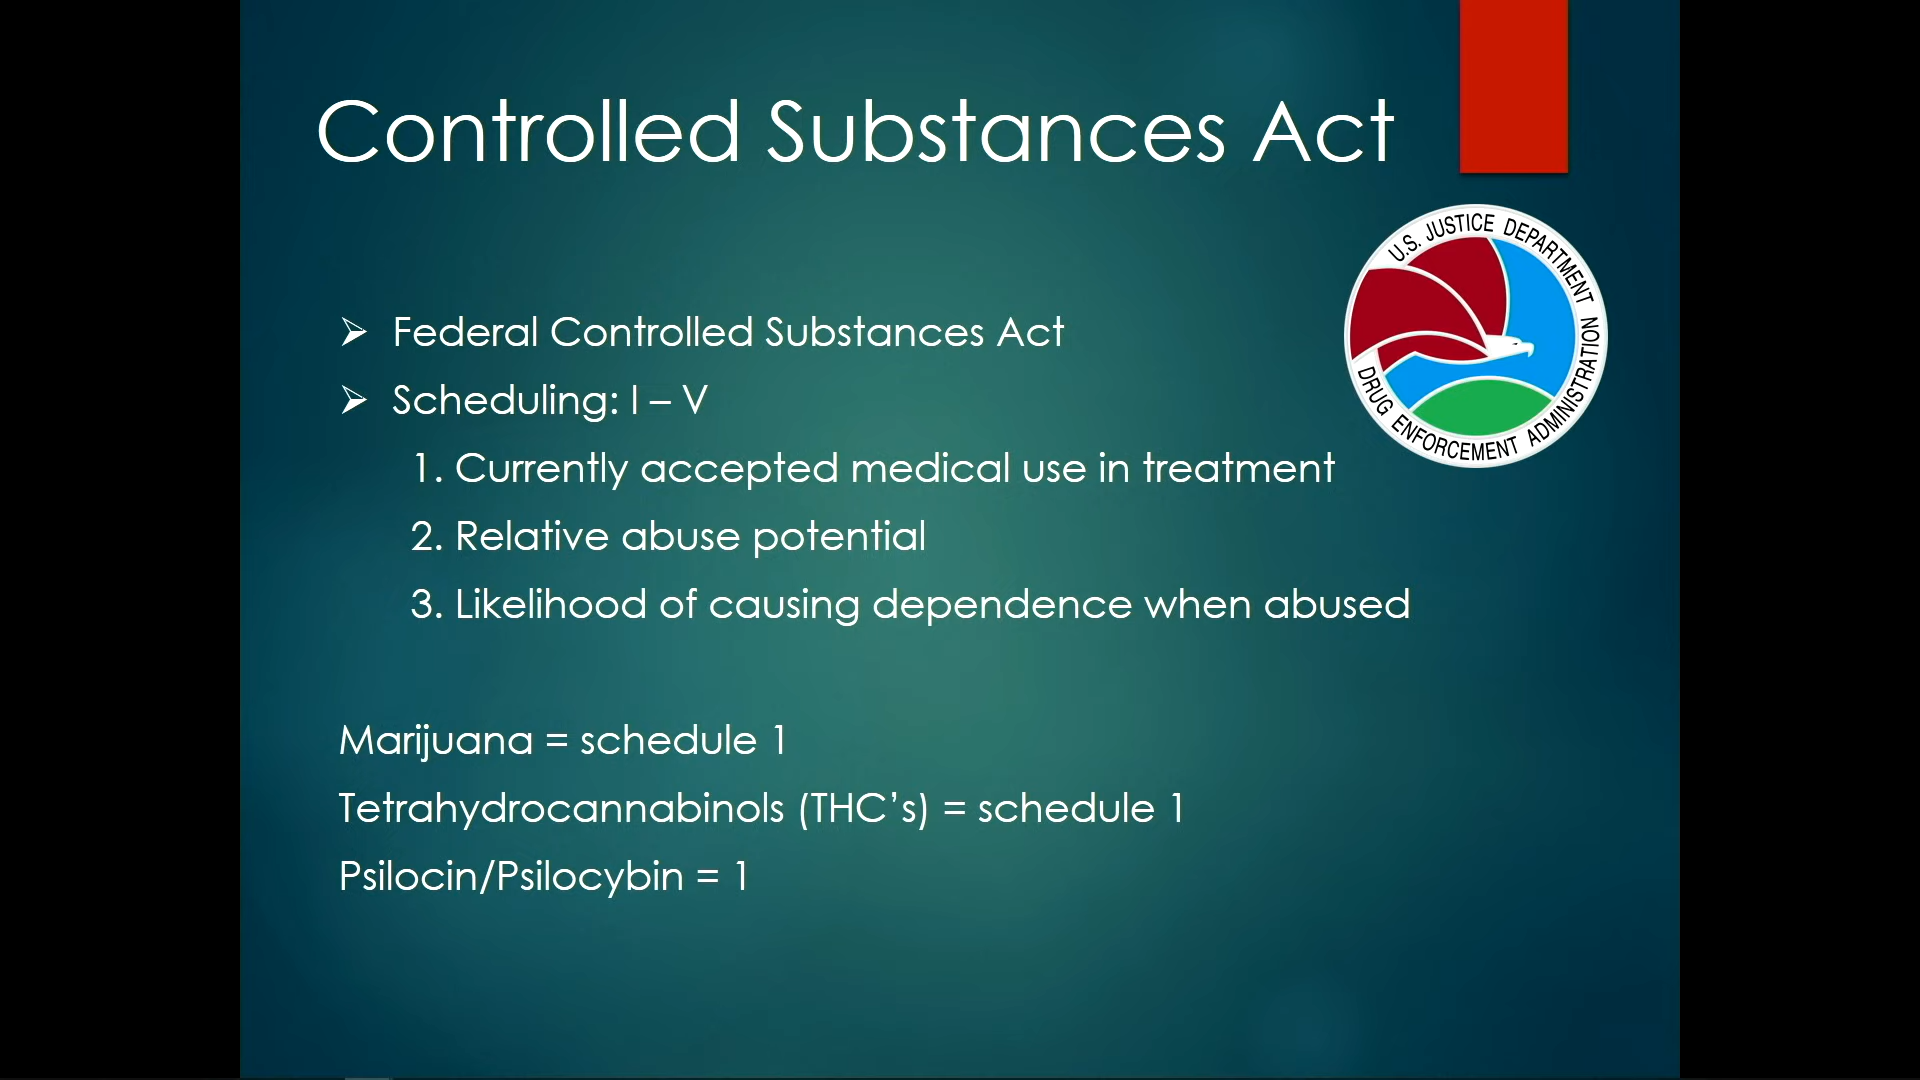 Controlled Substances Act
U.S. JUSTICE DEPARTMENT
DRUG ENFORCEMENT ADMINISTRATION
➢ Federal Controlled Substances Act
➢ Scheduling: I – V
1. Currently accepted medical use in treatment
2. Relative abuse potential
3. Likelihood of causing dependence when abused
Marijuana = schedule 1
Tetrahydrocannabinols (THC’s) = schedule 1
Psilocin/Psilocybin = 1